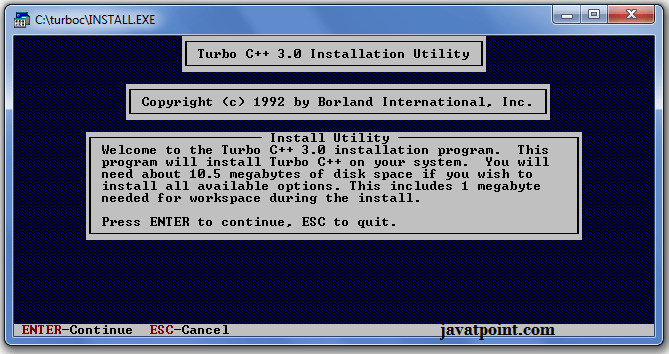 C:\turboc\INSTALL.EXE
Turbo C++ 3.0 Installation Utility
Copyright (c) 1992 by Borland International, Inc.
Install Utility
Welcome to the Turbo C++ 3.0 installation program.  This
program will install Turbo C++ on your system.  You will
need about 10.5 megabytes of disk space if you wish to
install all available options. This includes 1 megabyte
needed for workspace during the install.
Press ENTER to continue, ESC to quit.
ENTER-Continue  ESC-Cancel
javatpoint.com